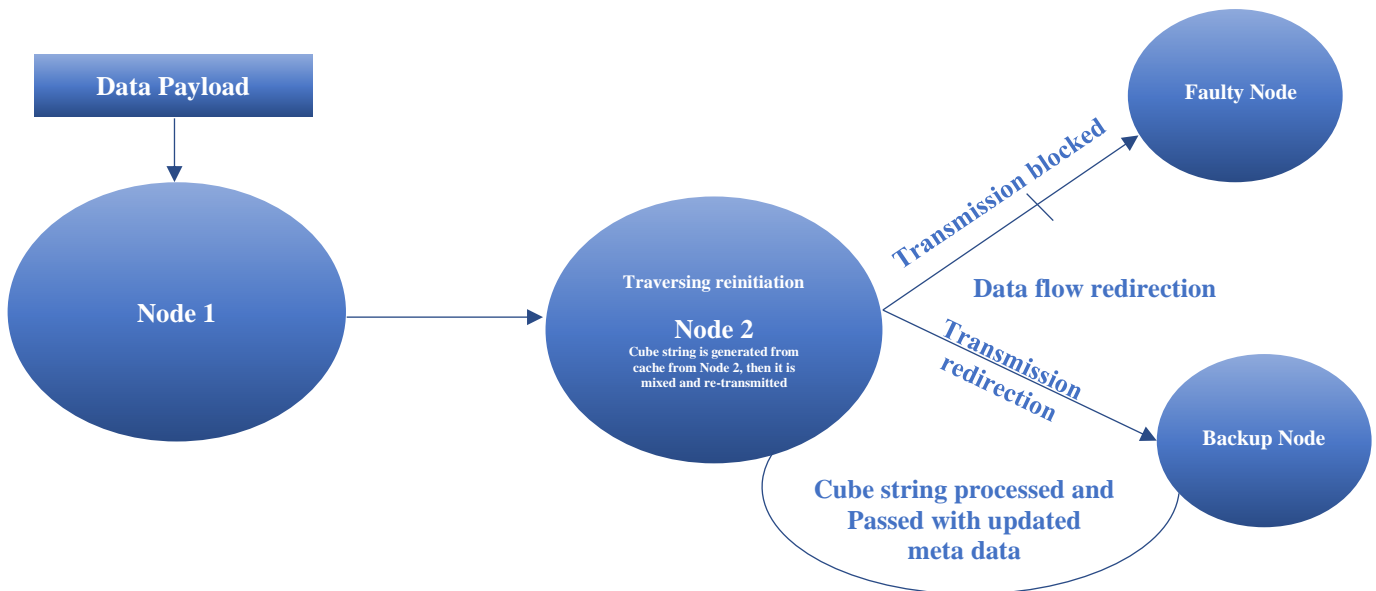 Data Payload
Faulty Node
Transmission blocked
Node 1
Traversing reinitiation
Node 2
Cube string is generated from
cache from Node 2, then it is
mixed and re-transmitted
Data flow redirection
Transmission
redirection
Backup Node
Cube string processed and
Passed with updated
meta data